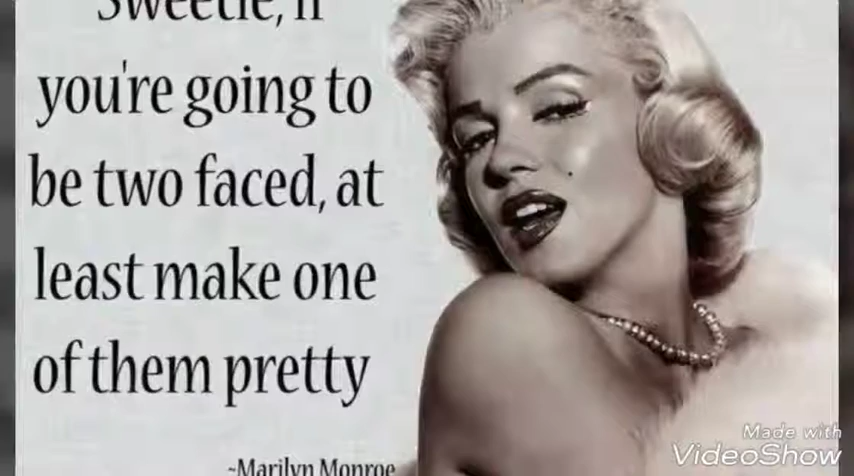 Sweetie, if
you're going to
be two faced, at
least make one
of them pretty
~Marilyn Monroe
Made with
VideoShow